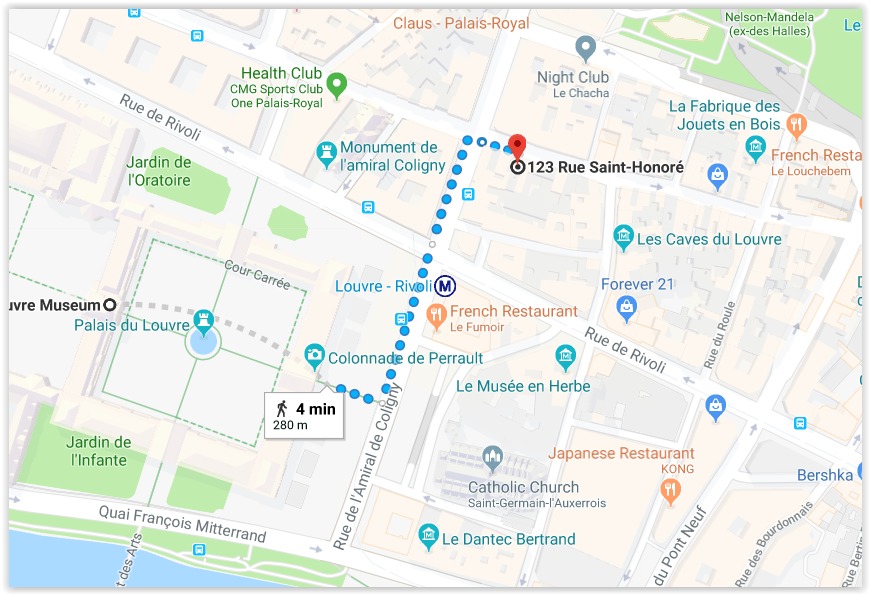 Claus - Palais-Royal
Nelson-Mandela
(ex-des Halles)
Le
Health Club
CMG Sports Club
One Palais-Royal
Night Club
Le Chacha
La Fabrique des
Jouets en Bois
Rue de Rivoli
Monument de
l'amiral Coligny
French Resta
Le Louchebem
Jardin de
l'Oratoire
123 Rue Saint-Honoré
Les Caves du Louvre
Cour Carrée
Louvre - Rivoli
M
Forever 21
uvre Museum
French Restaurant
Le Fumoir
Palais du Louvre
Rue de Rivoli
Rue du Roule
Colonnade de Perrault
Le Musée en Herbe
4 min
280 m
Rue de l'Amiral de Coligny
Jardin de
l'Infante
Japanese Restaurant
KONG
Catholic Church
Saint-Germain-l'Auxerrois
Bershka
Quai François Mitterrand
Le Dantec Bertrand
t des Arts
du Pont Neuf
Rue des Bourdonnais
Rue Bertin